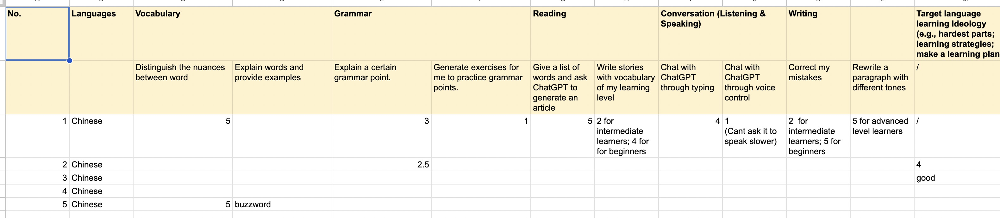 No.
Languages
Vocabulary
Grammar
Reading
Conversation (Listening &
Speaking)
Writing
Target language
learning Ideology
(e.g., hardest parts;
learning strategies;
make a learning plan
Distinguish the nuances
between word
Explain words and
provide examples
Explain a certain
grammar point.
Generate exercises for
me to practice grammar
points.
Give a list of
words and ask
ChatGPT to
generate an
article
Write stories
with vocabulary
of my learning
level
Chat with
ChatGPT
through typing
Chat with
ChatGPT
through voice
control
Correct my
mistakes
Rewrite a
paragraph with
different tones
/
1
Chinese
5
3
1
5
2 for
intermediate
learners; 4 for
for beginners
4
1
(Cant ask it to
speak slower)
2  for
intermediate
learners; 5 for
beginners
5 for advanced
level learners
/
2
Chinese
2.5
4
3
Chinese
good
4
Chinese
5
Chinese
5
buzzword